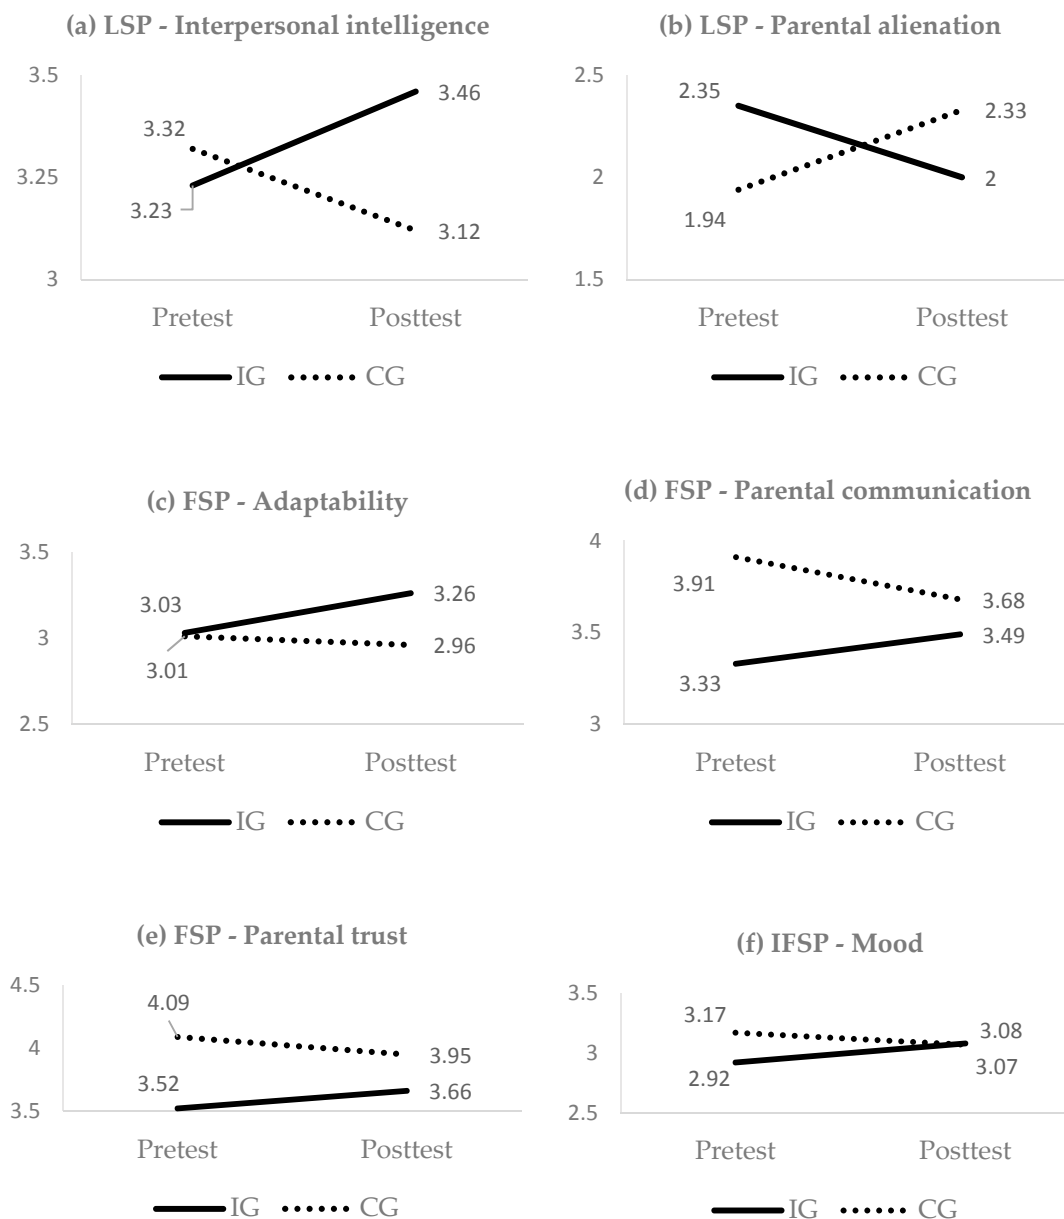 (a) LSP - Interpersonal intelligence
3.5
3.46
3.32
3.25
3.23
3.12
3
Pretest Posttest
IG CG
(b) LSP - Parental alienation
2.5
2.35
2.33
2
2
1.94
1.5
Pretest Posttest
IG CG
(c) FSP - Adaptability
3.5
3.26
3.03
3
3.01
2.96
2.5
Pretest Posttest
IG CG
(d) FSP - Parental communication
4
3.91
3.68
3.5
3.49
3.33
3
Pretest Posttest
IG CG
(e) FSP - Parental trust
4.5
4.09
4
3.95
3.52
3.66
3.5
Pretest Posttest
IG CG
(f) IFSP - Mood
3.5
3.17
3.08
3
2.92
3.07
2.5
Pretest Posttest
IG CG